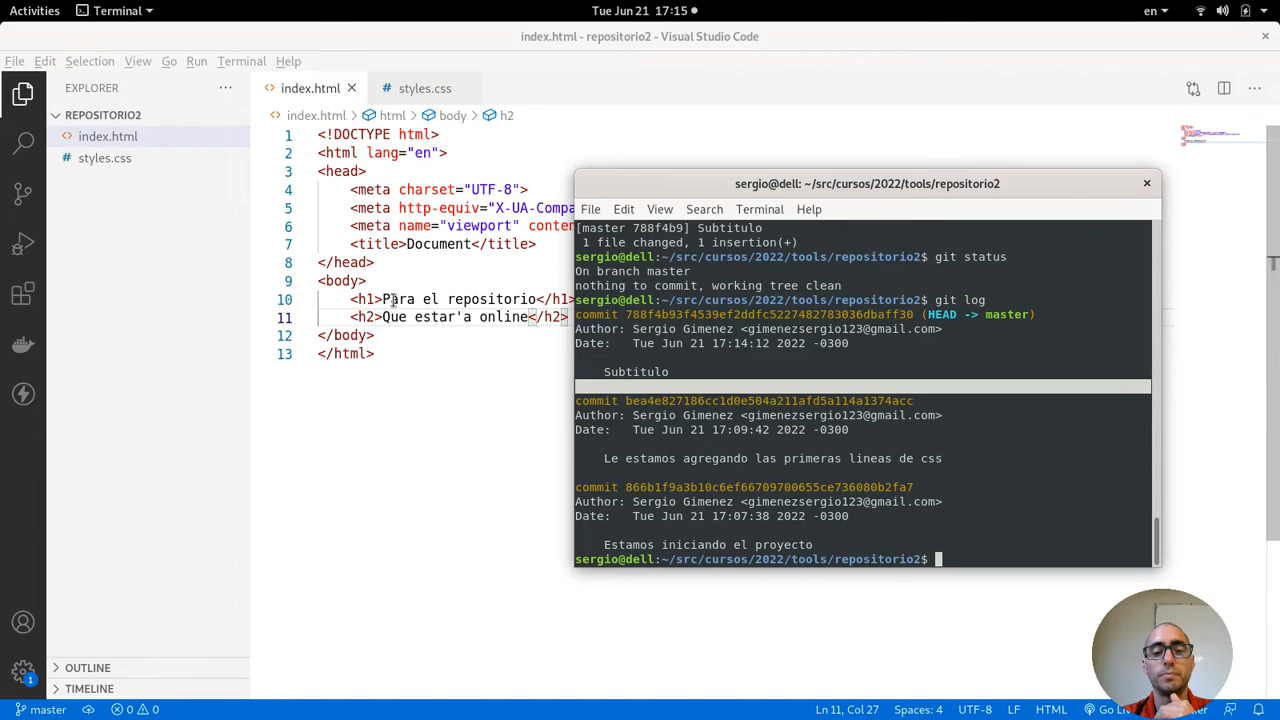 Activities Terminal Tue Jun 21 17:15 en
index.html - repositorio2 - Visual Studio Code
File Edit Selection View Go Run Terminal Help
EXPLORER
index.html
# styles.css
REPOSITORIO2
index.html
# styles.css
index.html > html > body > h2
1 <!DOCTYPE html>
2 <html lang="en">
3 <head>
4 <meta charset="UTF-8">
5 <meta http-equiv="X-UA-Compa
6 <meta name="viewport" conten
7 <title>Document</title>
8 </head>
9 <body>
10 <h1>Para el repositorio</h1>
11 <h2>Que estar'a online</h2>
12 </body>
13 </html>
sergio@dell: ~/src/cursos/2022/tools/repositorio2
File Edit View Search Terminal Help
[master 788f4b9] Subtitulo
1 file changed, 1 insertion(+)
sergio@dell:~/src/cursos/2022/tools/repositorio2$ git status
On branch master
nothing to commit, working tree clean
sergio@dell:~/src/cursos/2022/tools/repositorio2$ git log
commit 788f4b93f4539ef2ddfc5227482783036dbaff30 (HEAD -> master)
Author: Sergio Gimenez <gimenezsergio123@gmail.com>
Date: Tue Jun 21 17:14:12 2022 -0300
Subtitulo
commit bea4e827186cc1d0e504a211afd5a114a1374acc
Author: Sergio Gimenez <gimenezsergio123@gmail.com>
Date: Tue Jun 21 17:09:42 2022 -0300
Le estamos agregando las primeras lineas de css
commit 866b1f9a3b10c6ef66709700655ce736080b2fa7
Author: Sergio Gimenez <gimenezsergio123@gmail.com>
Date: Tue Jun 21 17:07:38 2022 -0300
Estamos iniciando el proyecto
sergio@dell:~/src/cursos/2022/tools/repositorio2$
OUTLINE
TIMELINE
1
master 0 0 Ln 11, Col 27 Spaces: 4 UTF-8 LF HTML Go Li